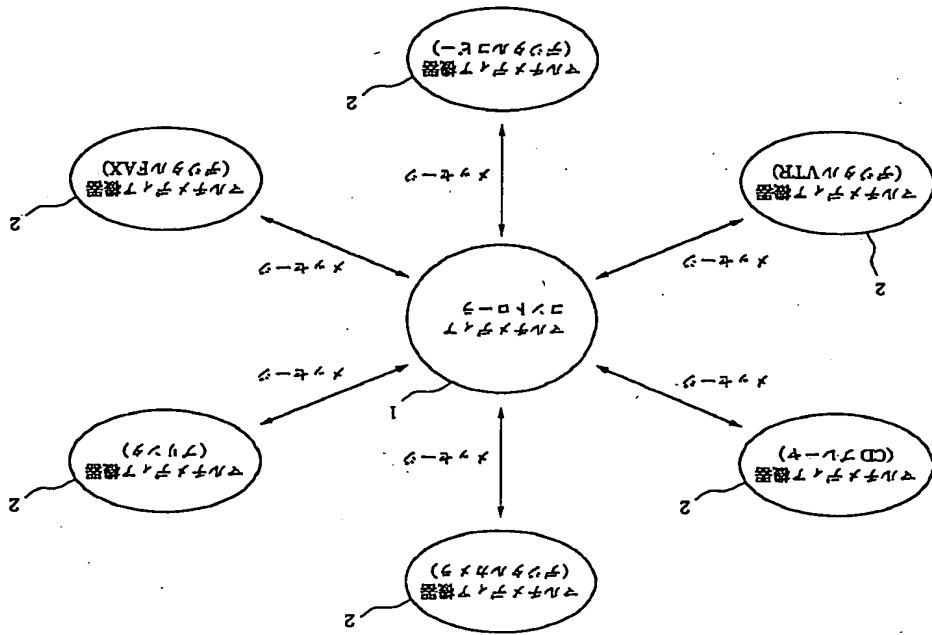 マルチメディア機器
(デジタルカメラ)
2
マルチメディア機器
(CDプレーヤ)
2
メッセージ
マルチメディア機器
(プリンタ)
2
メッセージ
メッセージ
1
マルチメディア
コントローラ
マルチメディア機器
(デジタルVTR)
2
メッセージ
メッセージ
マルチメディア機器
(デジタルFAX)
2
メッセージ
マルチメディア機器
(デジタルコピー)
2